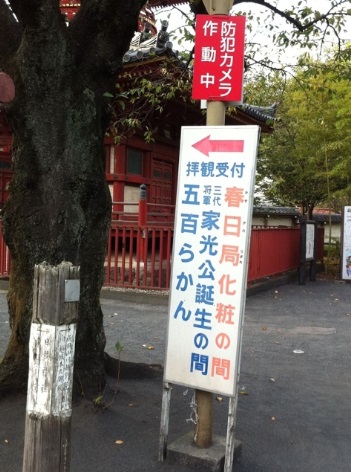 防犯カメラ
作動中
拝観受付
春日局化粧の間
三代
将軍
家光公誕生の間
五百らかん